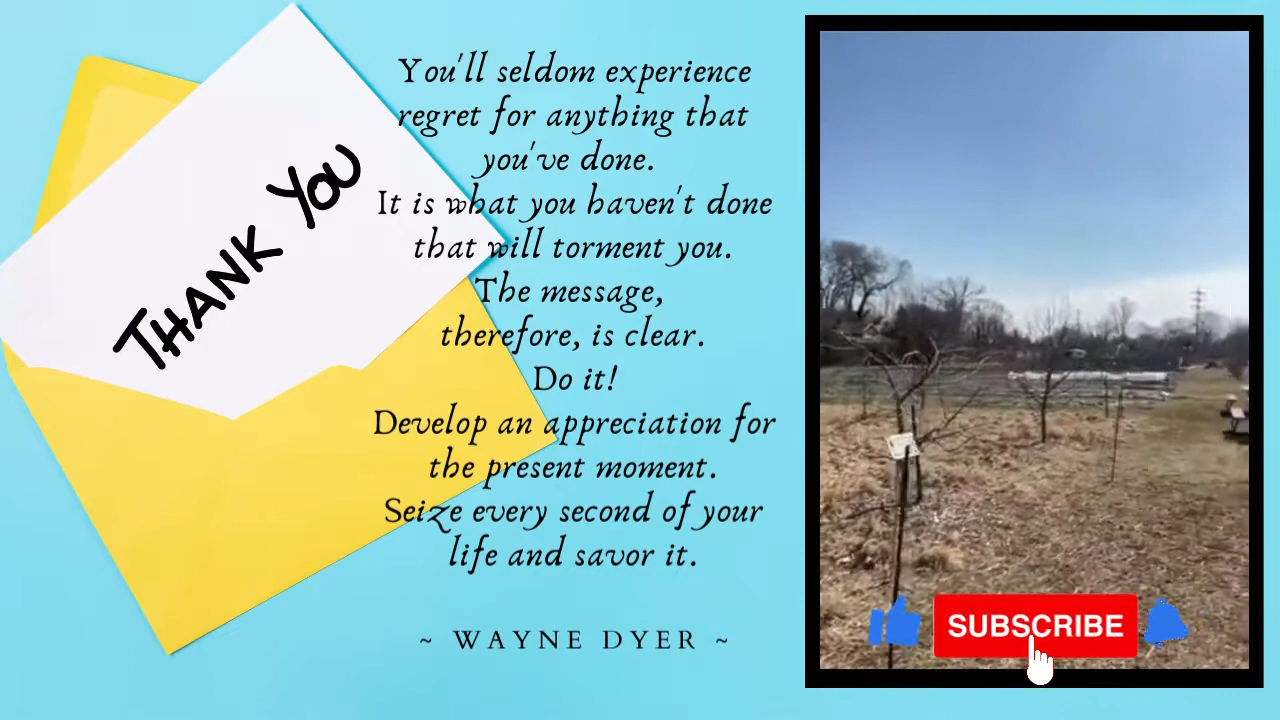 THANK YOU
You'll seldom experience
regret for anything that
you've done.
It is what you haven't done
that will torment you.
The message,
therefore, is clear.
Do it!
Develop an appreciation for
the present moment.
Seize every second of your
life and savor it.
~ WAYNE DYER ~
SUBSCRIBE